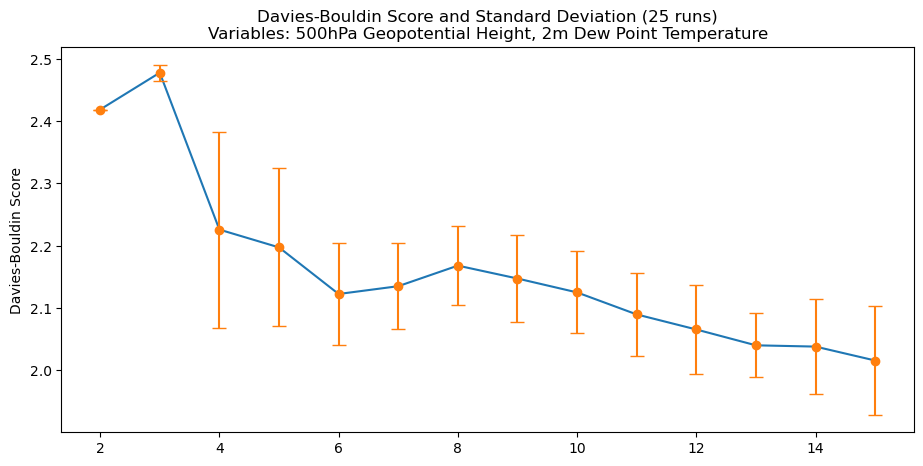 Davies-Bouldin Score and Standard Deviation (25 runs)
Variables: 500hPa Geopotential Height, 2m Dew Point Temperature
Davies-Bouldin Score
2.5
2.4
2.3
2.2
2.1
2.0
2 4 6 8 10 12 14